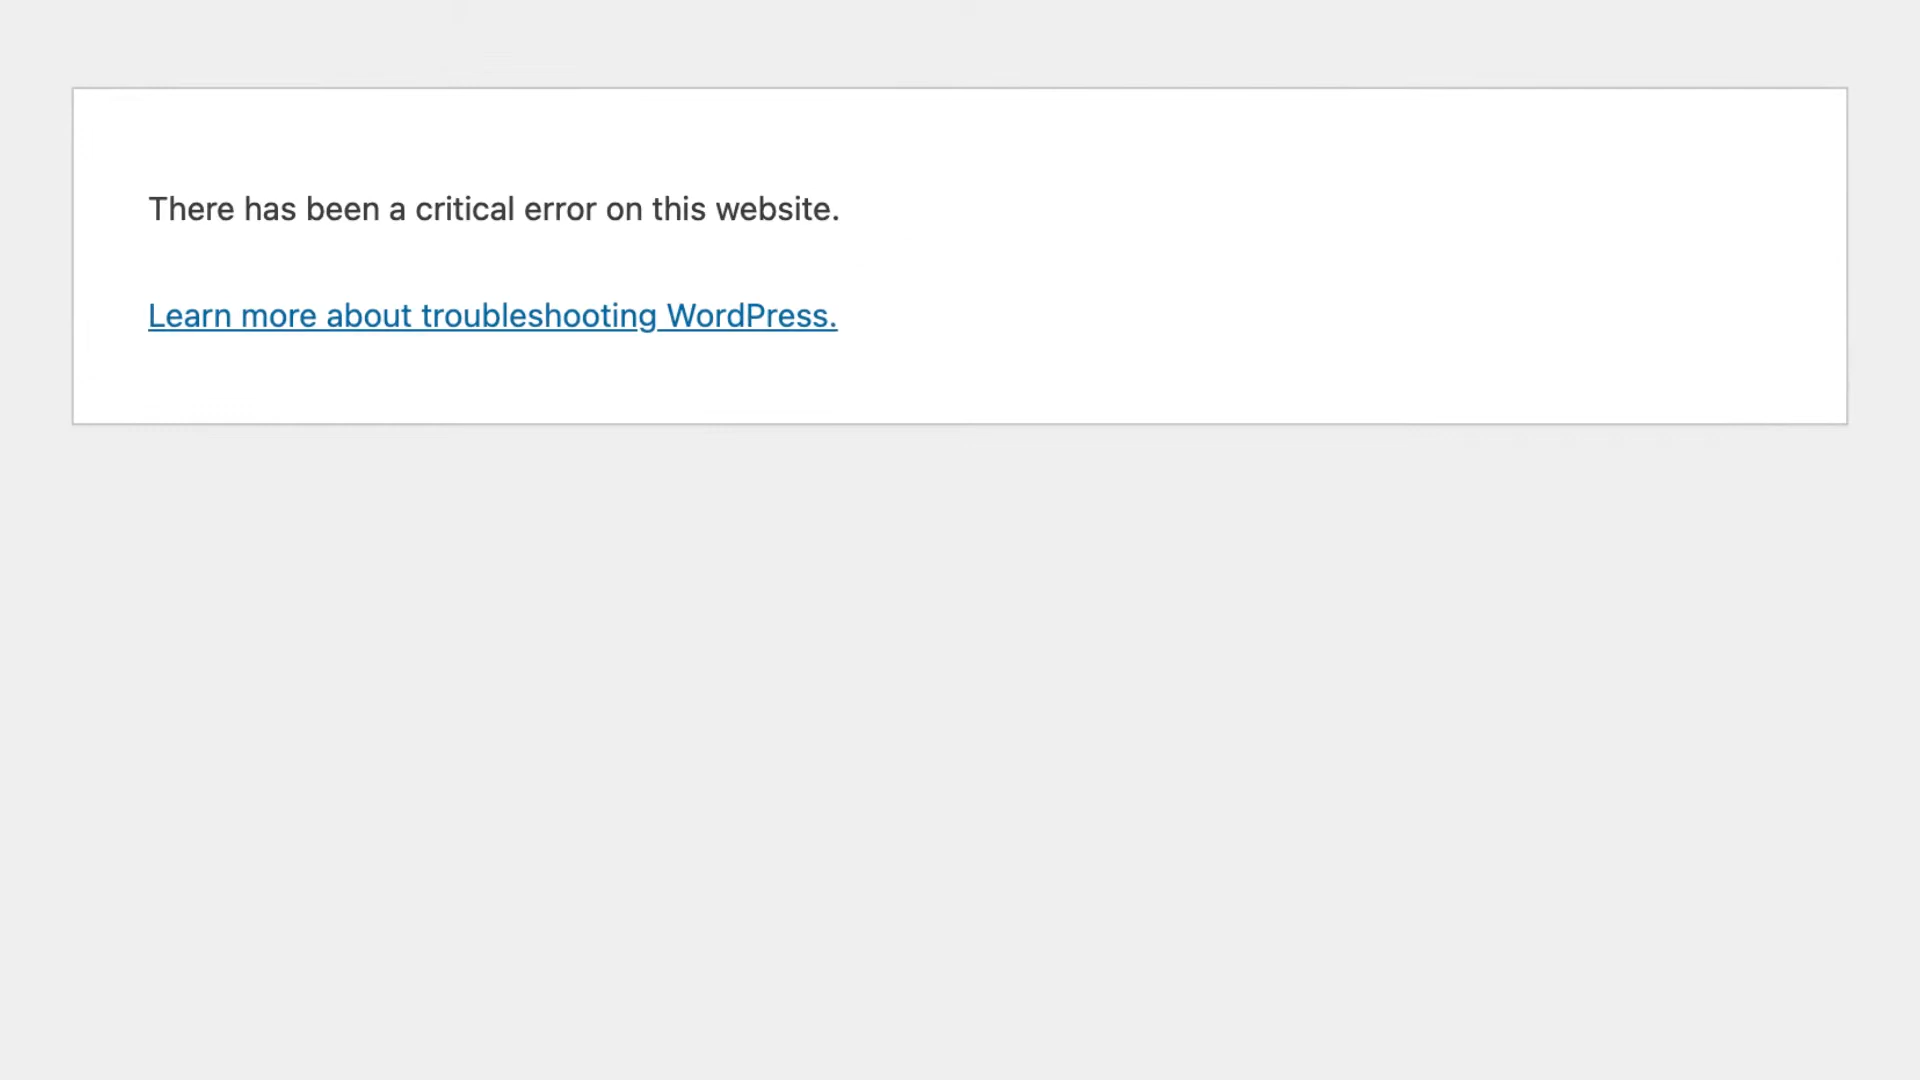 There has been a critical error on this website.
Learn more about troubleshooting WordPress.